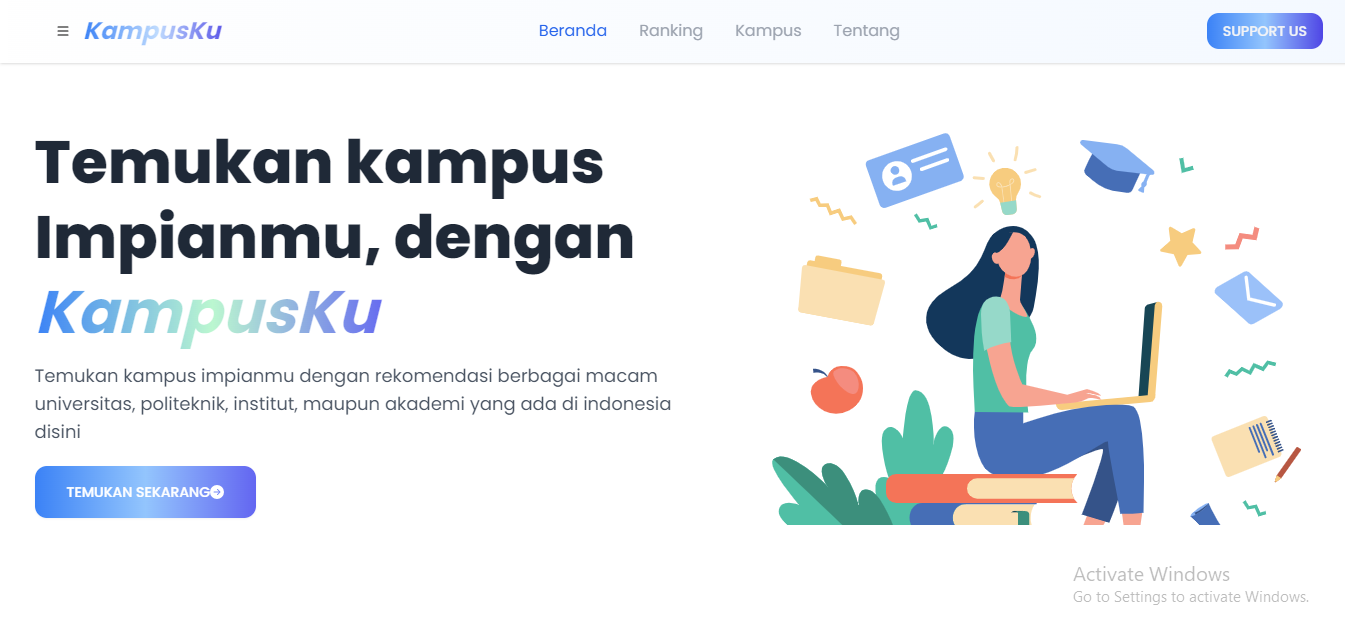 KampusKu
Beranda
Ranking
Kampus
Tentang
SUPPORT US
Temukan kampus
Impianmu, dengan
KampusKu
Temukan kampus impianmu dengan rekomendasi berbagai macam
universitas, politeknik, institut, maupun akademi yang ada di indonesia
disini
TEMUKAN SEKARANG
Activate Windows
Go to Settings to activate Windows.